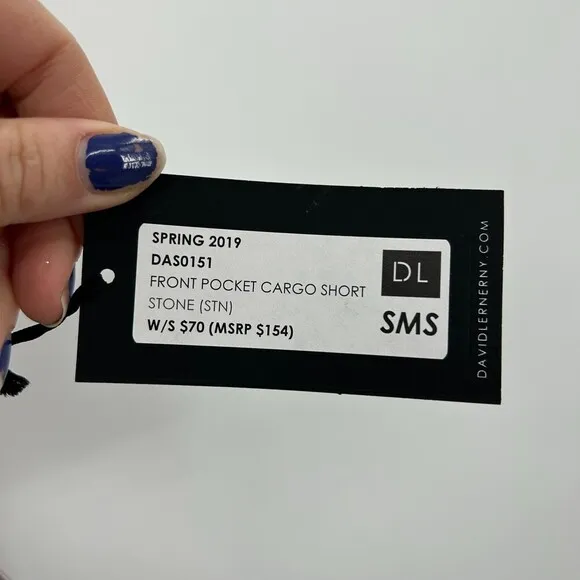 SPRING 2019
DAS0151
FRONT POCKET CARGO SHORT
STONE (STN)
W/S $70 (MSRP $154)
DL
SMS
DAVIDLERNERNY.COM